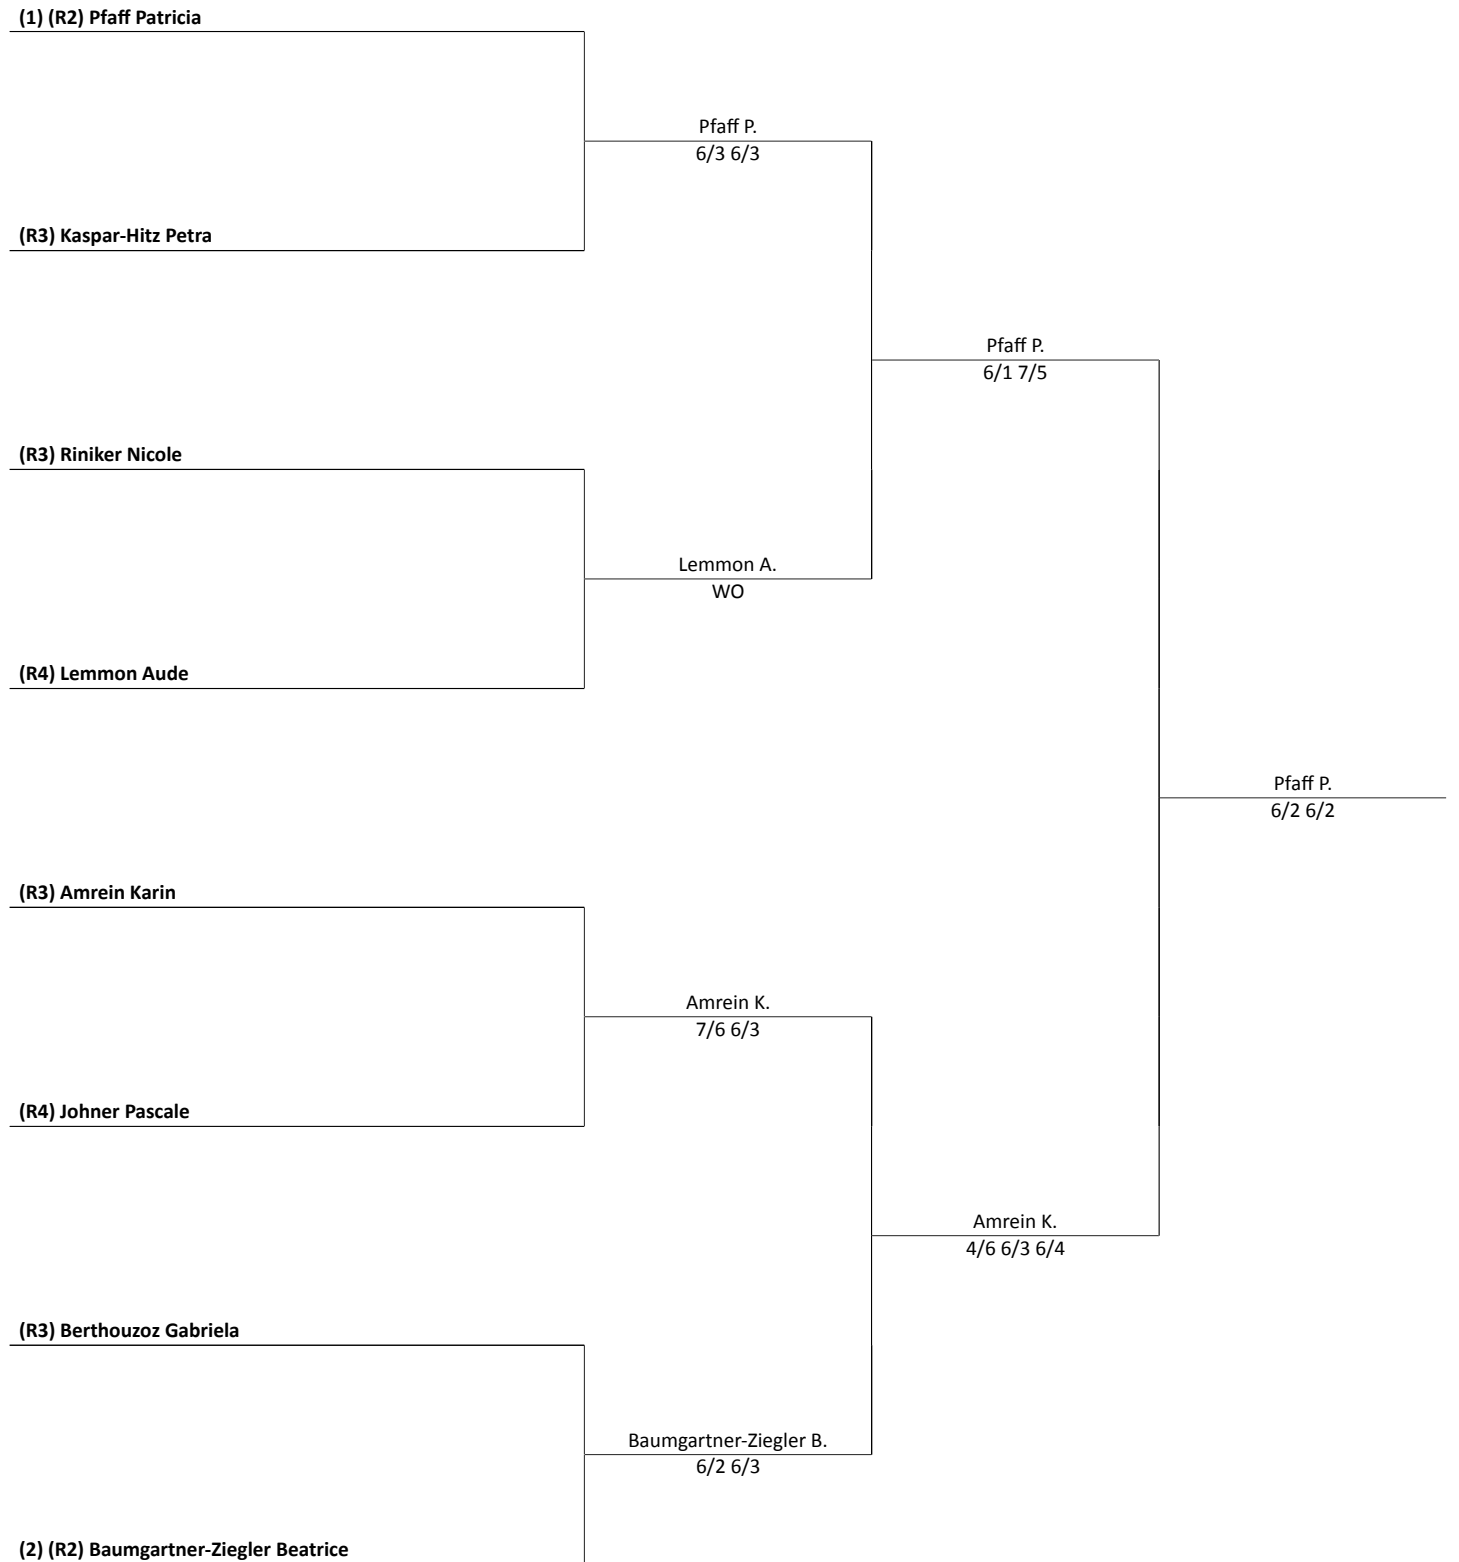 (1) (R2) Pfaff Patricia
Pfaff P.
6/3 6/3
(R3) Kaspar-Hitz Petra
Pfaff P.
6/1 7/5
(R3) Riniker Nicole
Lemmon A.
WO
(R4) Lemmon Aude
Pfaff P.
6/2 6/2
(R3) Amrein Karin
Amrein K.
7/6 6/3
(R4) Johner Pascale
Amrein K.
4/6 6/3 6/4
(R3) Berthouzoz Gabriela
Baumgartner-Ziegler B.
6/2 6/3
(2) (R2) Baumgartner-Ziegler Beatrice